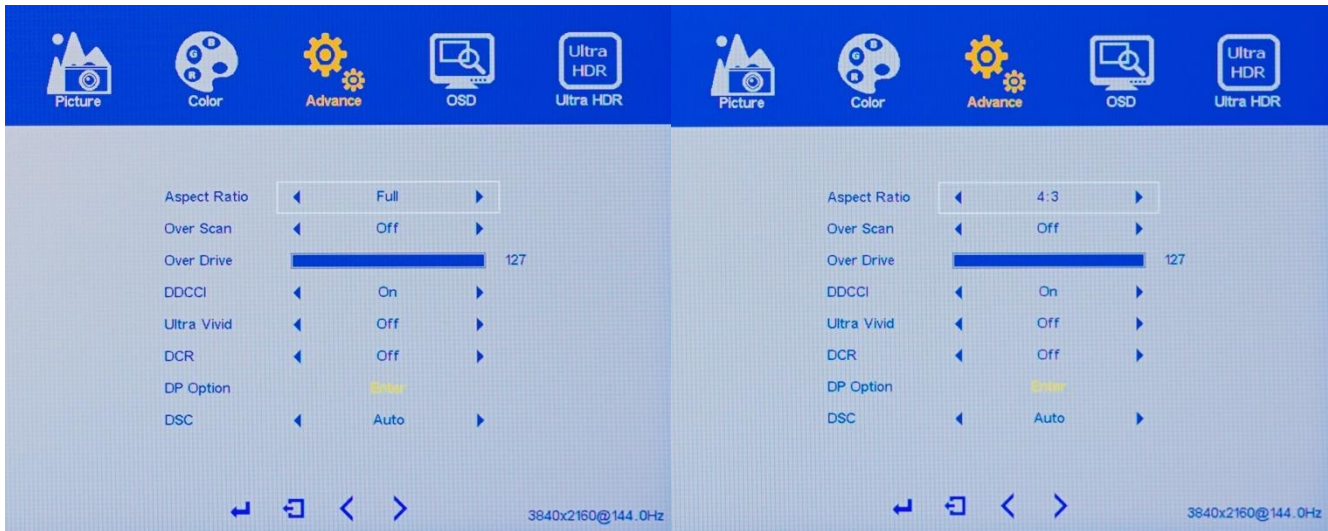 Picture
R G B
Color
Advance
OSD
Ultra
HDR
Ultra HDR
Aspect Ratio Full
Over Scan Off
Over Drive 127
DDCCI On
Ultra Vivid Off
DCR Off
DP Option Enter
DSC Auto
3840x2160@144.0Hz
Picture
R G B
Color
Advance
OSD
Ultra
HDR
Ultra HDR
Aspect Ratio 4:3
Over Scan Off
Over Drive 127
DDCCI On
Ultra Vivid Off
DCR Off
DP Option Enter
DSC Auto
3840x2160@144.0Hz